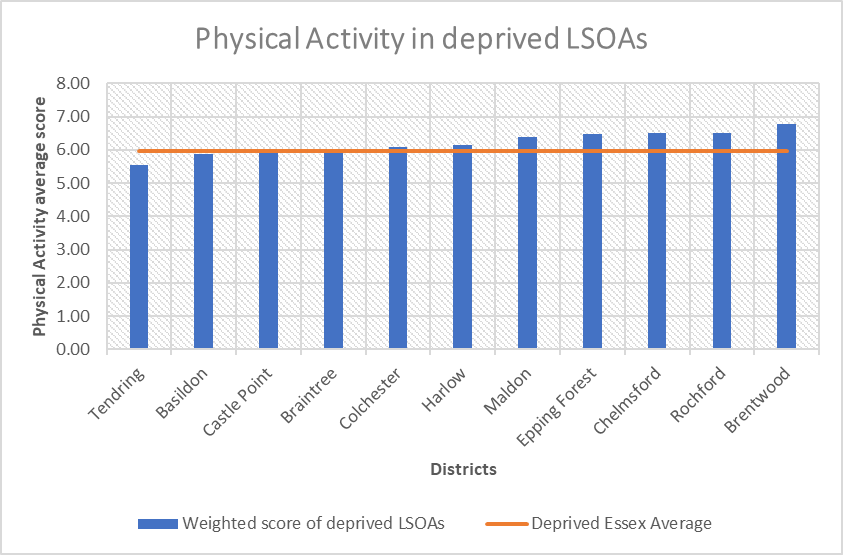 Physical Activity in deprived LSOAs
Physical Activity average score
8.00
7.00
6.00
5.00
4.00
3.00
2.00
1.00
0.00
Tendring
Basildon
Castle Point
Braintree
Colchester
Harlow
Maldon
Epping Forest
Chelmsford
Rochford
Brentwood
Districts
Weighted score of deprived LSOAs
Deprived Essex Average